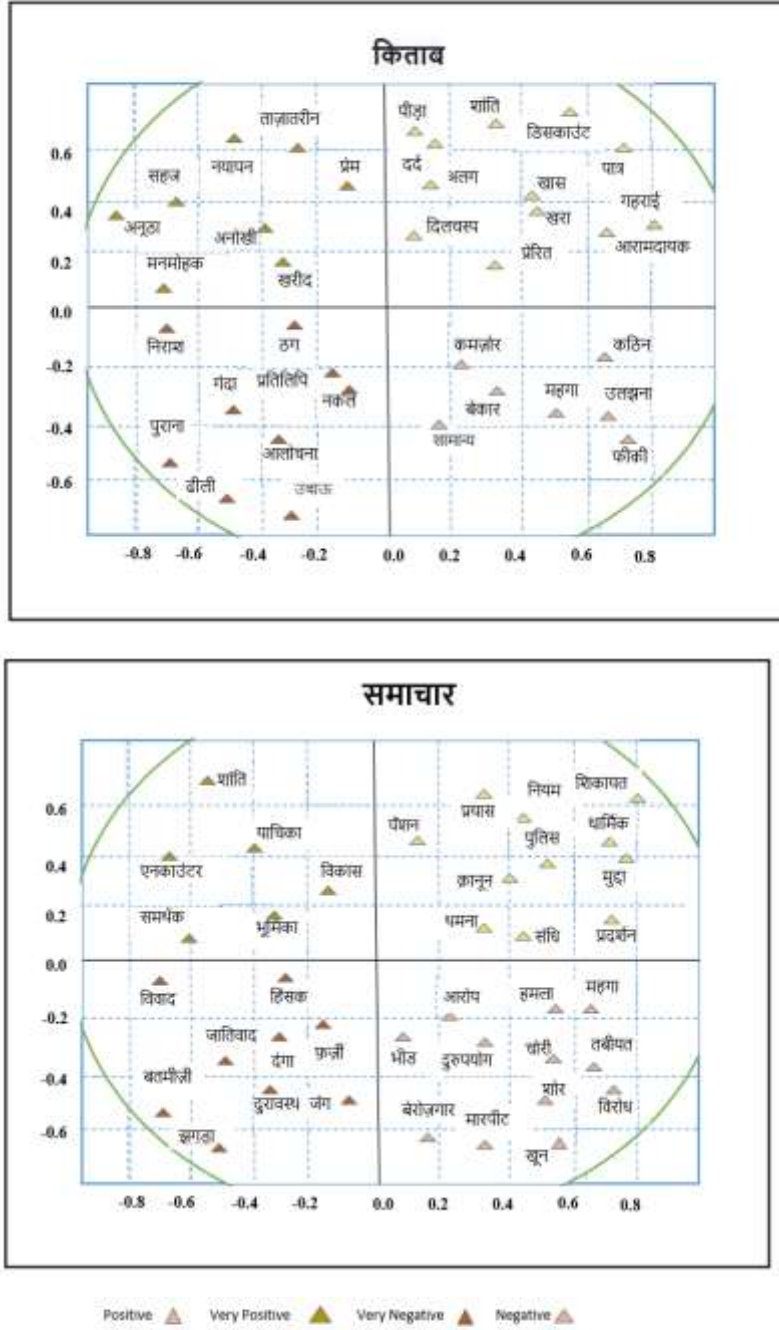 किताब
पीड़ा शांति
ताज़ातरीन डिसकाउंट
0.6 सहज नयापन प्रेम दर्द अलग खास पात्र
0.4 अनूठा अनोखी दिलचस्प खरा गहराई
0.2 मनमोहक खरीद प्रेरित आरामदायक
0.0
-0.2 निराश ठग कमज़ोर कठिन
गंदा प्रतिलिपि नकल बेकार महगा उलझना
-0.4 पुराना आलोचना सामान्य फीकी
-0.6 ढीली उबाऊ
-0.8 -0.6 -0.4 -0.2 0.0 0.2 0.4 0.6 0.8
समाचार
शांति प्रयास नियम शिकायत
0.6 याचिका पेंशन पुलिस धार्मिक
0.4 एनकाउंटर विकास क़ानून मुद्दा
0.2 समर्थक भूमिका थमना संधि प्रदर्शन
0.0
विवाद हिंसक आरोप हमला महगा
-0.2 जातिवाद दंगा फ़र्ज़ी भीड दुरुपयोग चोरी तबीयत
-0.4 बतमीज़ी दुरावस्थ जंग बेरोज़गार मारपीट शोर विरोध
-0.6 झगड़ा खून
-0.8 -0.6 -0.4 -0.2 0.0 0.2 0.4 0.6 0.8
Positive Very Positive Very Negative Negative